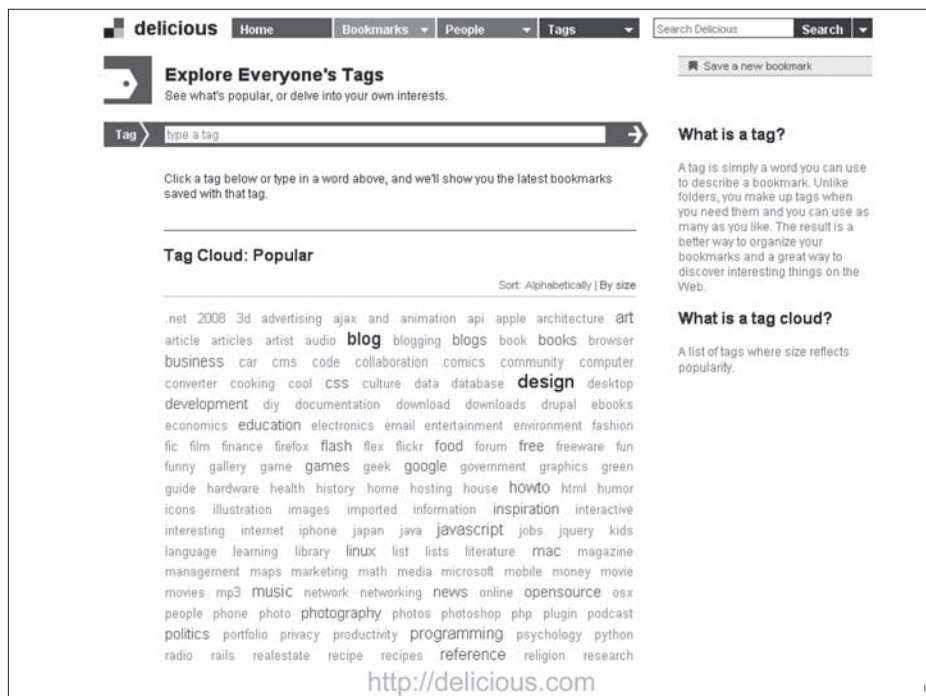 delicious Home Bookmarks People Tags Search Delicious Search
Explore Everyone's Tags
See what's popular, or delve into your own interests.
Save a new bookmark
Tag type a tag
Click a tag below or type in a word above, and we'll show you the latest bookmarks
saved with that tag.
Tag Cloud: Popular
Sort: Alphabetically | By size
.net 2008 3d advertising ajax and animation api apple architecture art
article articles artist audio blog blogging blogs book books browser
business car cms code collaboration comics community computer
converter cooking cool css culture data database design desktop
development diy documentation download downloads drupal ebooks
economics education electronics email entertainment environment fashion
fic film finance firefox flash flex flickr food forum free freeware fun
funny gallery game games geek google government graphics green
guide hardware health history home hosting house howto html humor
icons illustration images imported information inspiration interactive
interesting internet iphone japan java javascript jobs jquery kids
language learning library linux list lists literature mac magazine
management maps marketing math media microsoft mobile money movie
movies mp3 music network networking news online opensource osx
people phone photo photography photos photoshop php plugin podcast
politics portfolio privacy productivity programming psychology python
radio rails realestate recipe recipes reference religion research
What is a tag?
A tag is simply a word you can use
to describe a bookmark. Unlike
folders, you make up tags when
you need them and you can use as
many as you like. The result is a
better way to organize your
bookmarks and a great way to
discover interesting things on the
Web.
What is a tag cloud?
A list of tags where size reflects
popularity.
http://delicious.com